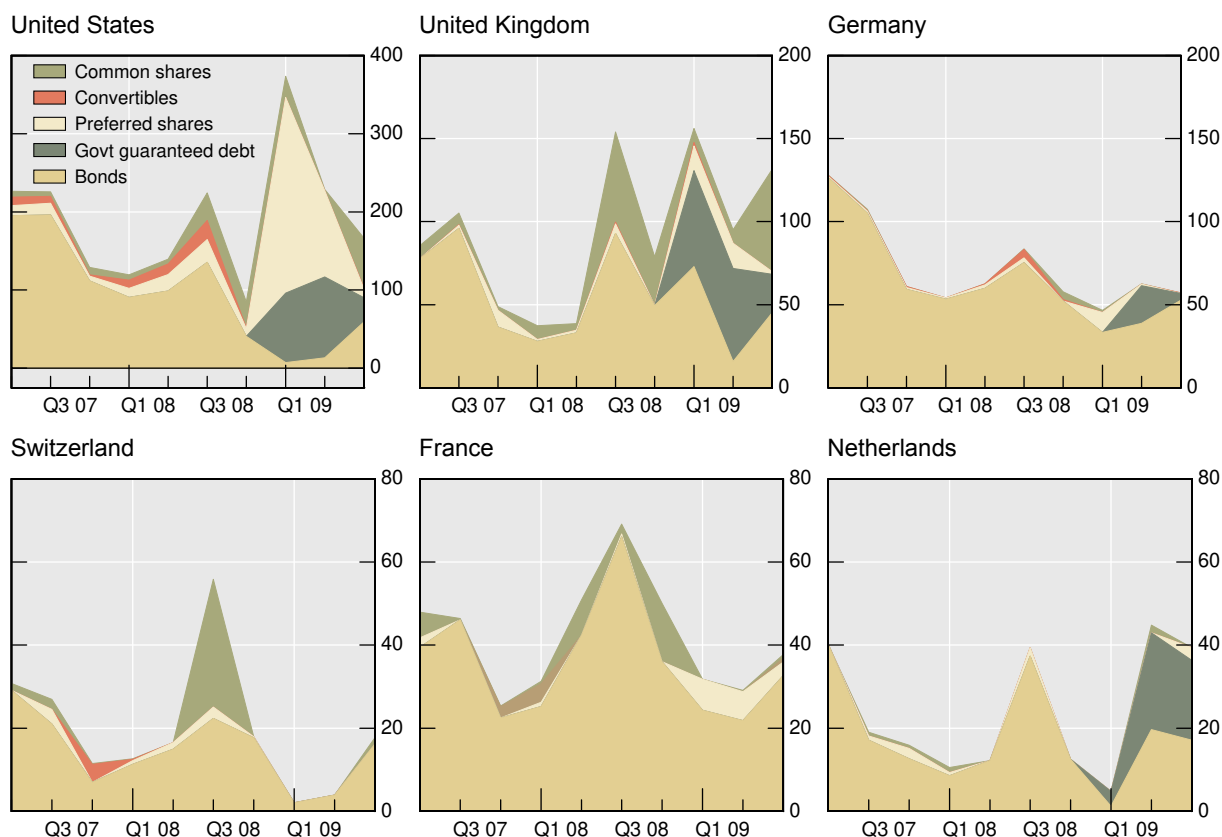 United States
United Kingdom
Germany
400
300
200
100
0
Common shares
Convertibles
Preferred shares
Govt guaranteed debt
Bonds
200
150
100
50
0
200
150
100
50
0
Q3 07 Q1 08 Q3 08 Q1 09
Q3 07 Q1 08 Q3 08 Q1 09
Q3 07 Q1 08 Q3 08 Q1 09
Switzerland
France
Netherlands
80
60
40
20
0
80
60
40
20
0
80
60
40
20
0
Q3 07 Q1 08 Q3 08 Q1 09
Q3 07 Q1 08 Q3 08 Q1 09
Q3 07 Q1 08 Q3 08 Q1 09